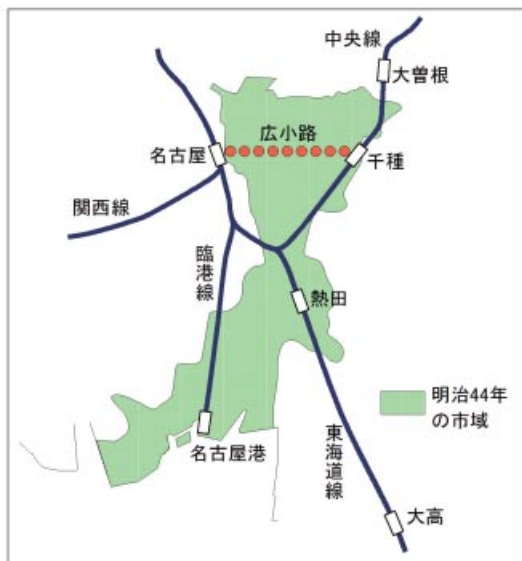 中央線
大曽根
広小路
名古屋
千種
関西線
臨港線
熱田
明治44年
の市域
名古屋港
東海道線
大高